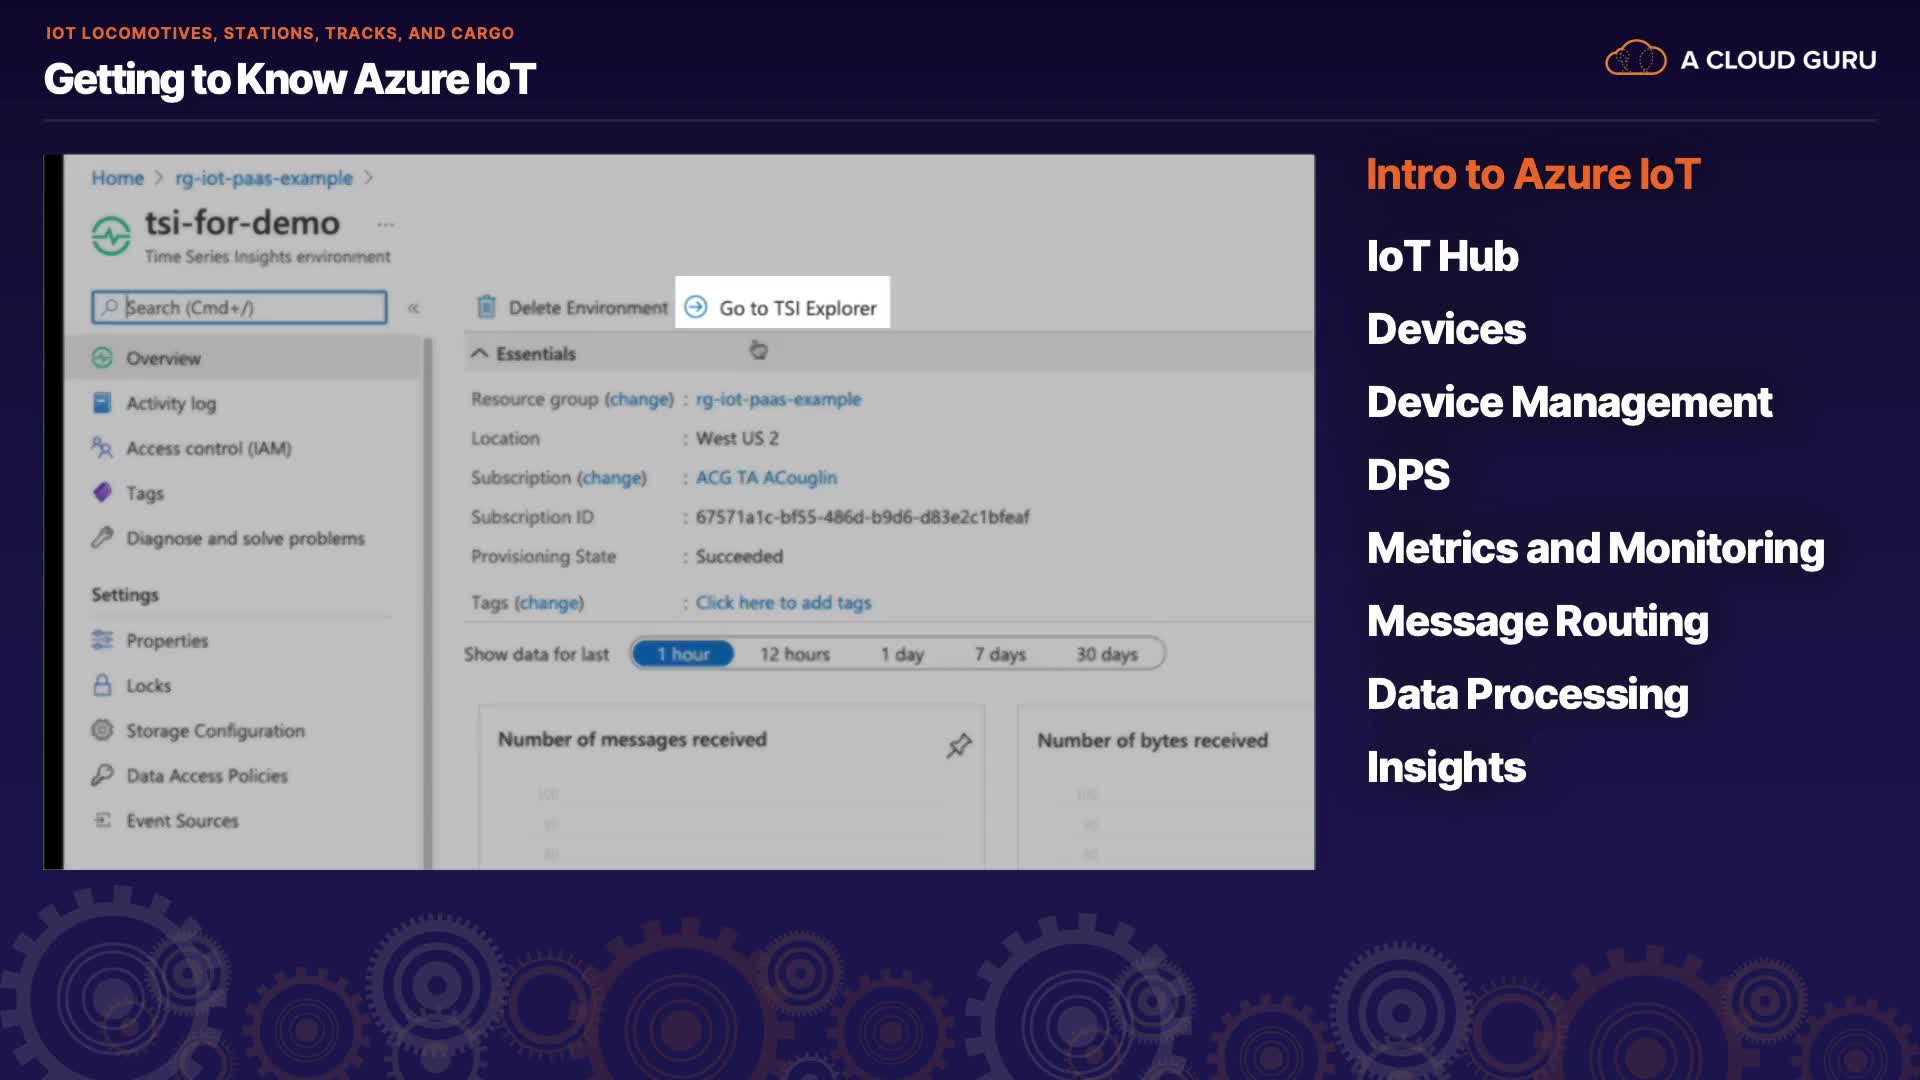 IOT LOCOMOTIVES, STATIONS, TRACKS, AND CARGO
Getting to Know Azure IoT
A CLOUD GURU
Home > rg-iot-paas-example >
tsi-for-demo ...
Time Series Insights environment
Search (Cmd+/) «
Overview
Activity log
Access control (IAM)
Tags
Diagnose and solve problems
Settings
Properties
Locks
Storage Configuration
Data Access Policies
Event Sources
Delete Environment Go to TSI Explorer
Essentials
Resource group (change) : rg-iot-paas-example
Location : West US 2
Subscription (change) : ACG TA ACouglin
Subscription ID : 67571a1c-bf55-486d-b9d6-d83e2c1bfeaf
Provisioning State : Succeeded
Tags (change) : Click here to add tags
Show data for last 1 hour 12 hours 1 day 7 days 30 days
Number of messages received
100
90
80
Number of bytes received
100
90
80
Intro to Azure IoT
IoT Hub
Devices
Device Management
DPS
Metrics and Monitoring
Message Routing
Data Processing
Insights